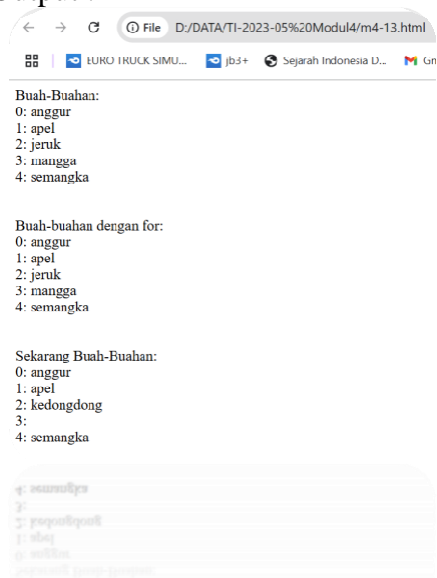 File D:/DATA/TI-2023-05%20Modul4/m4-13.html
EURO TRUCK SIMU... jb3+ Sejarah Indonesia D... Gm
Buah-Buahan:
0: anggur
1: apel
2: jeruk
3: mangga
4: semangka
Buah-buahan dengan for:
0: anggur
1: apel
2: jeruk
3: mangga
4: semangka
Sekarang Buah-Buahan:
0: anggur
1: apel
2: kedongdong
3:
4: semangka